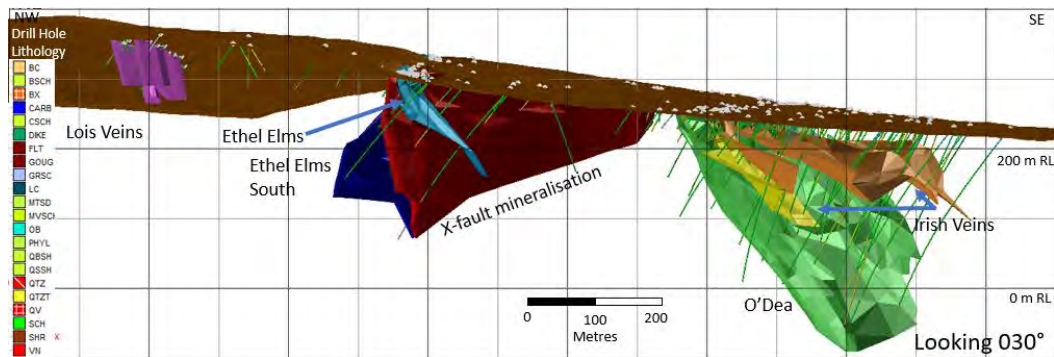 NW
SE
Drill Hole
Lithology
BC
BSCH
BX
CARB
CSCH
DIKE
FLT
GOUG
GRSC
LC
MTSD
MVSCH
OB
PHYL
QBSH
QSSH
QTZ
QTZT
QV
SCH
SHR x
VN
Lois Veins
Ethel Elms
Ethel Elms
South
X-fault mineralisation
200 m RL
Irish Veins
O'Dea
0 m RL
0 100 200
Metres
Looking 030°